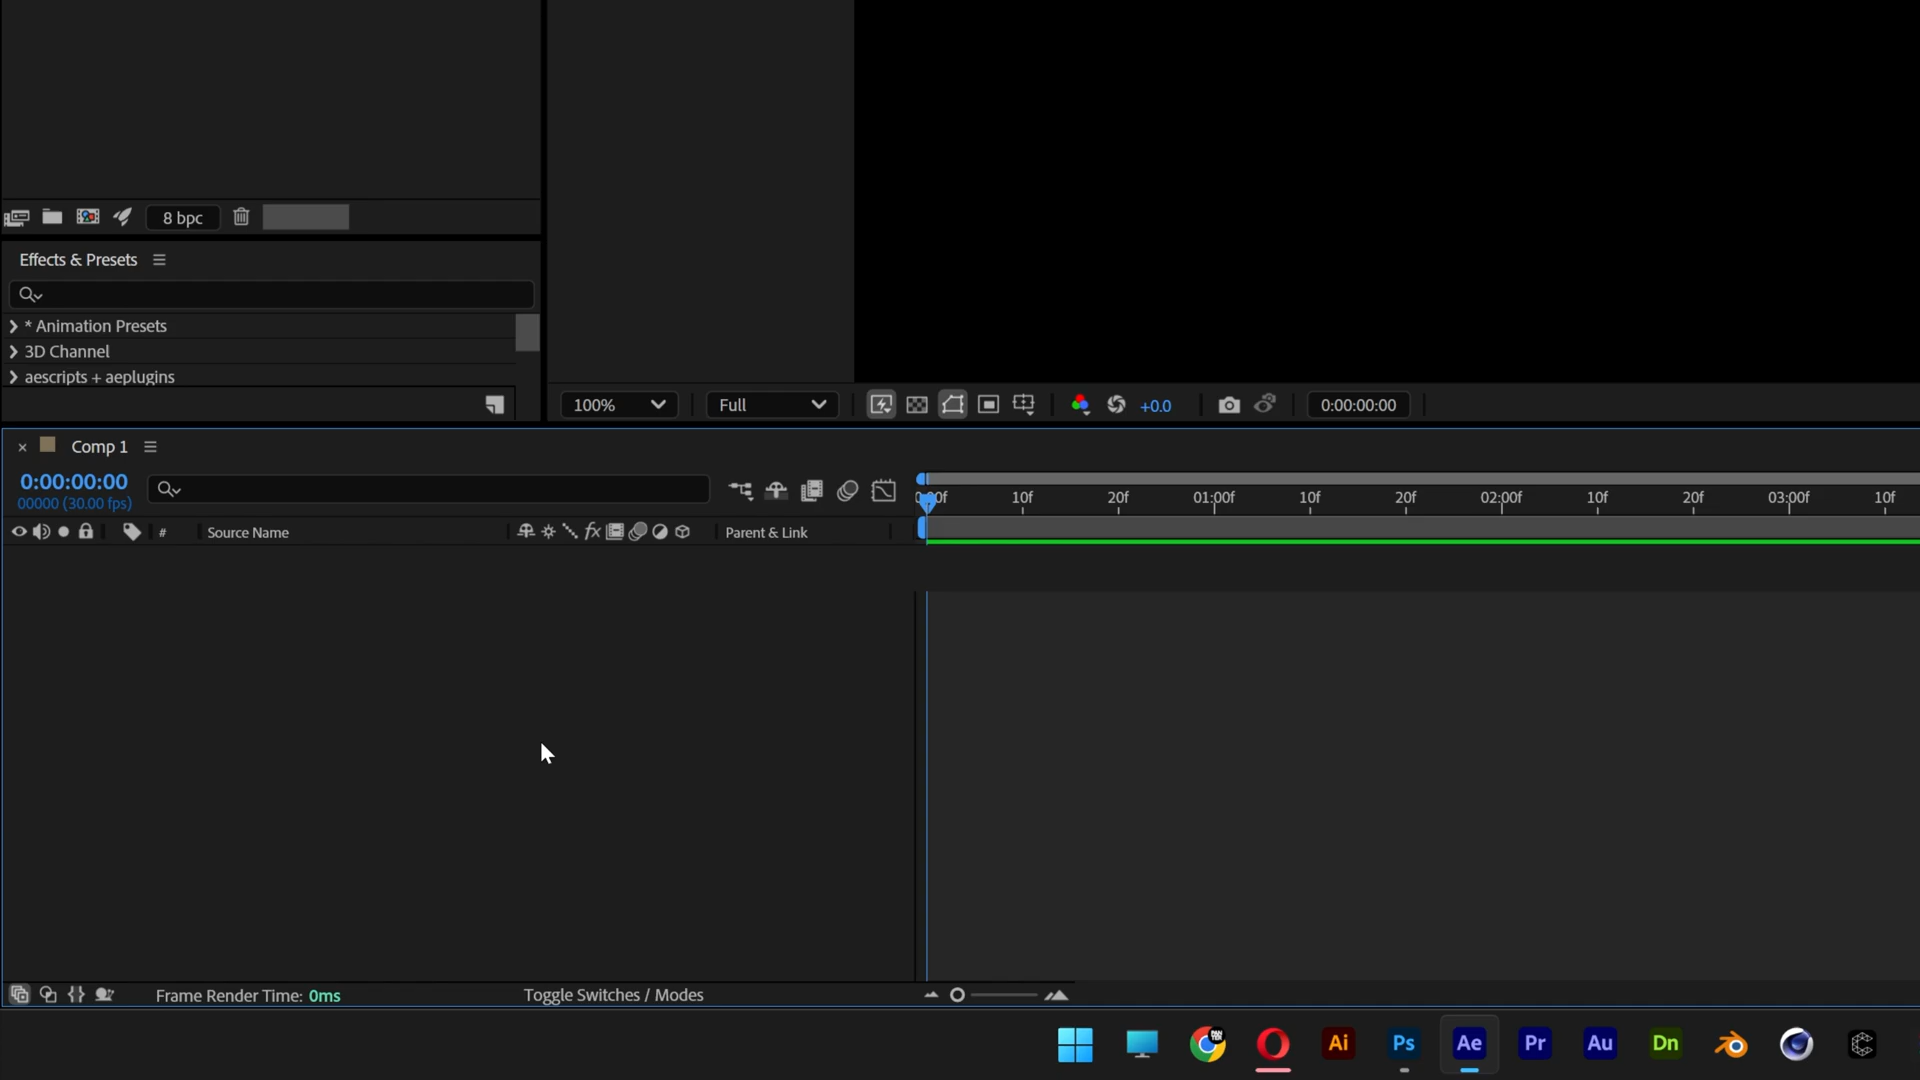 8 bpc
Effects & Presets
* Animation Presets
3D Channel
aescripts + aeplugins
100%
Full
+0.0
0:00:00:00
Comp 1
0:00:00:00
00000 (30.00 fps)
# Source Name
fx
Parent & Link
0:00f 10f 20f 01:00f 10f 20f 02:00f 10f 20f 03:00f 10f
Frame Render Time: 0ms
Toggle Switches / Modes
Ai Ps Ae Pr Au Dn